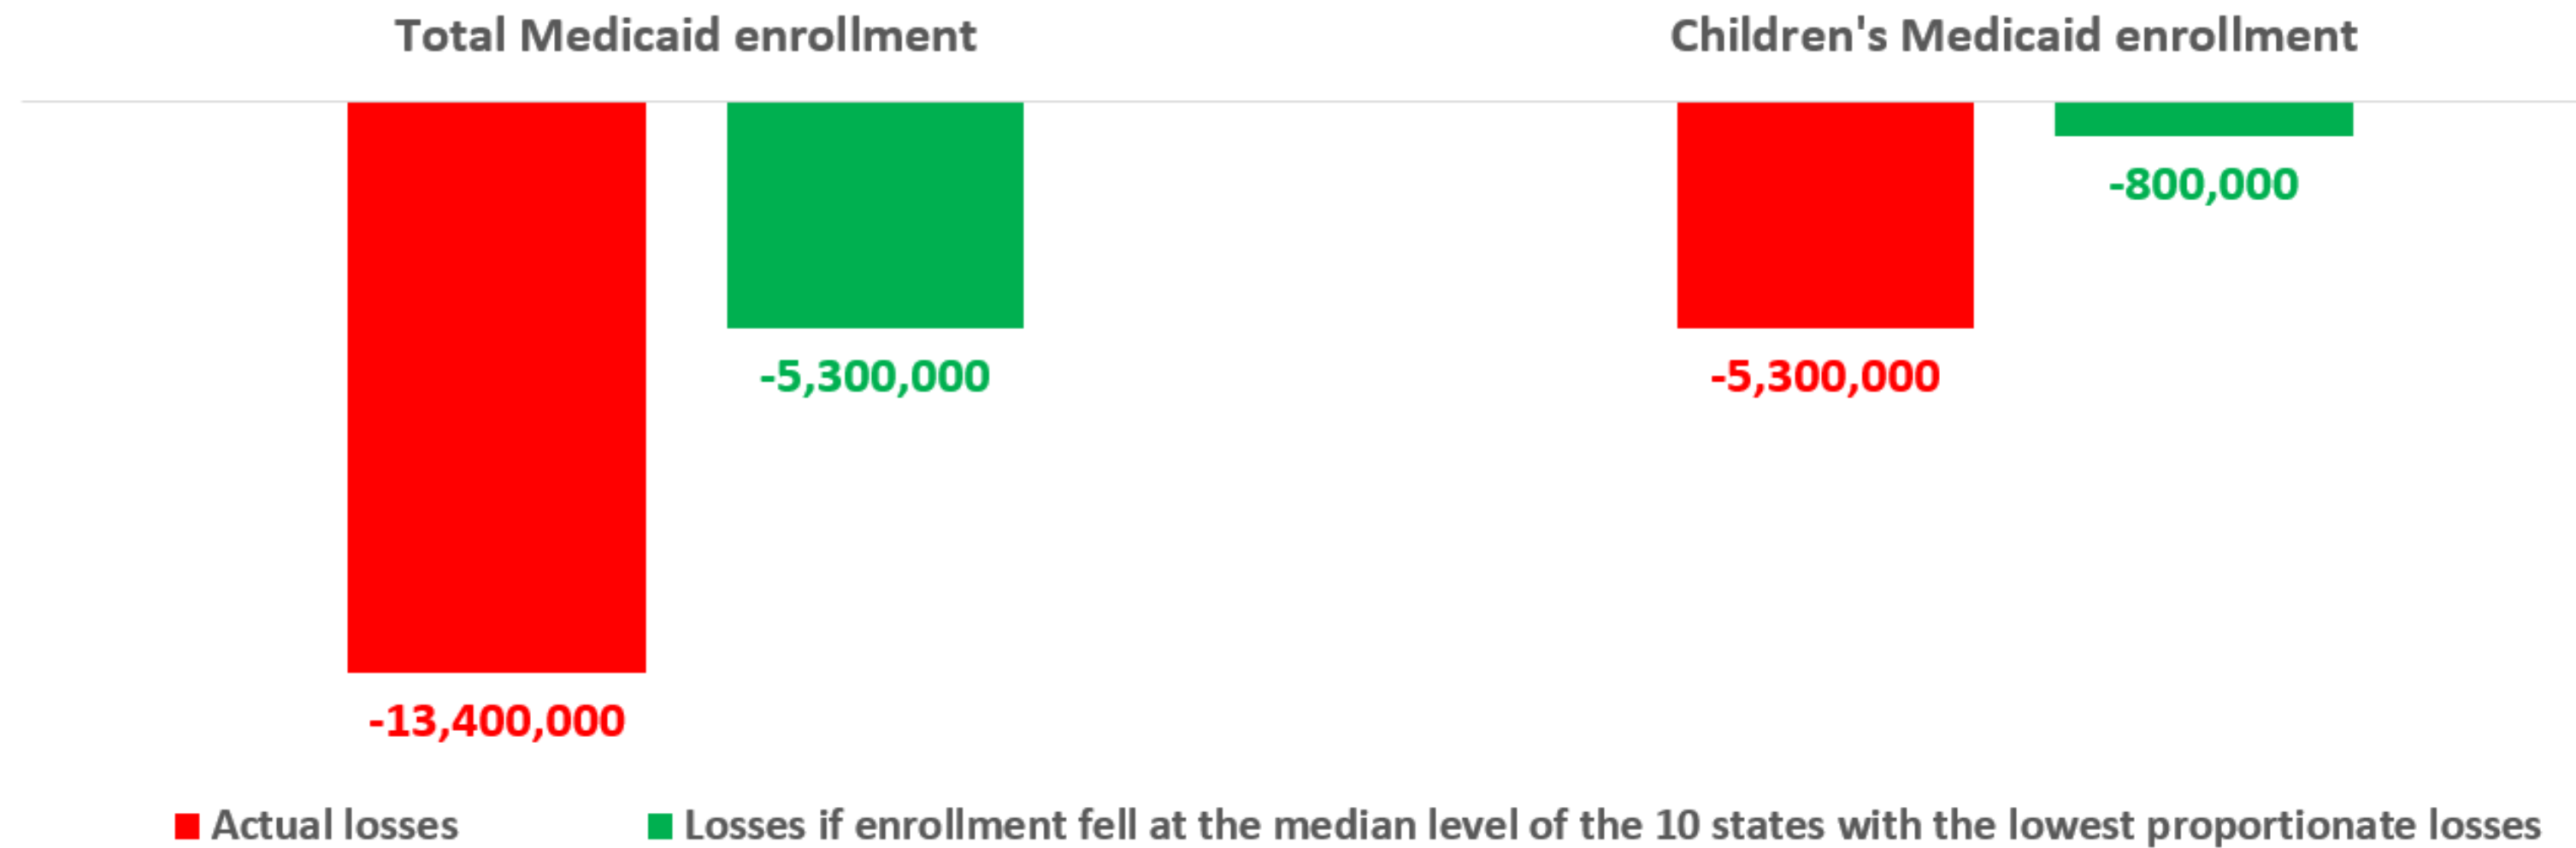 Total Medicaid enrollment
Children's Medicaid enrollment
-800,000
-5,300,000
-5,300,000
-13,400,000
Actual losses
Losses if enrollment fell at the median level of the 10 states with the lowest proportionate losses